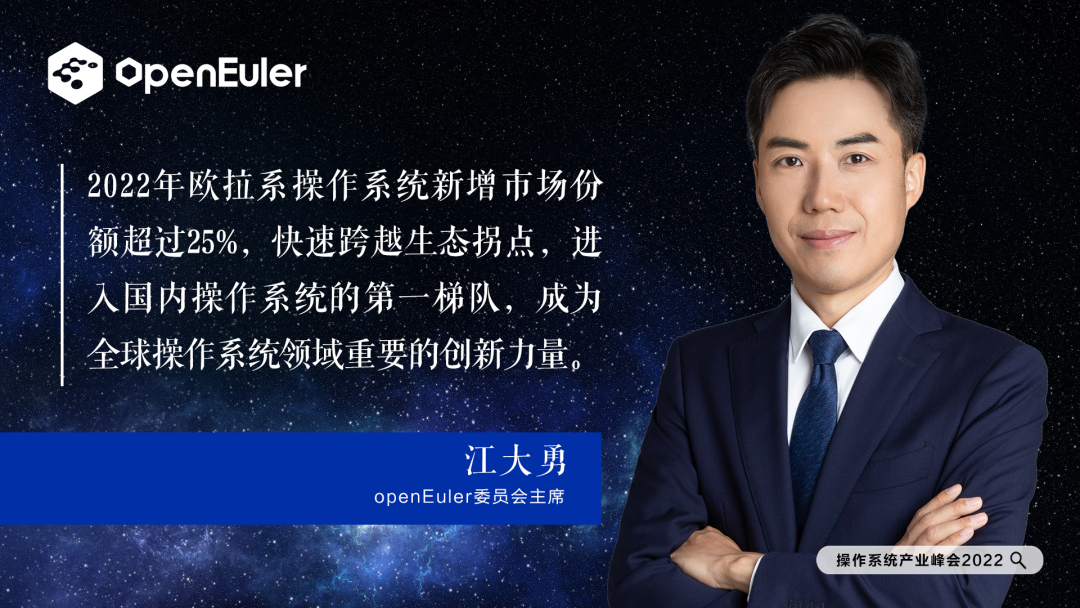 OpenEuler
2022年欧拉系操作系统新增市场份
额超过25%，快速跨越生态拐点，进
入国内操作系统的第一梯队，成为
全球操作系统领域重要的创新力量。
江大勇
openEuler委员会主席
操作系统产业峰会2022